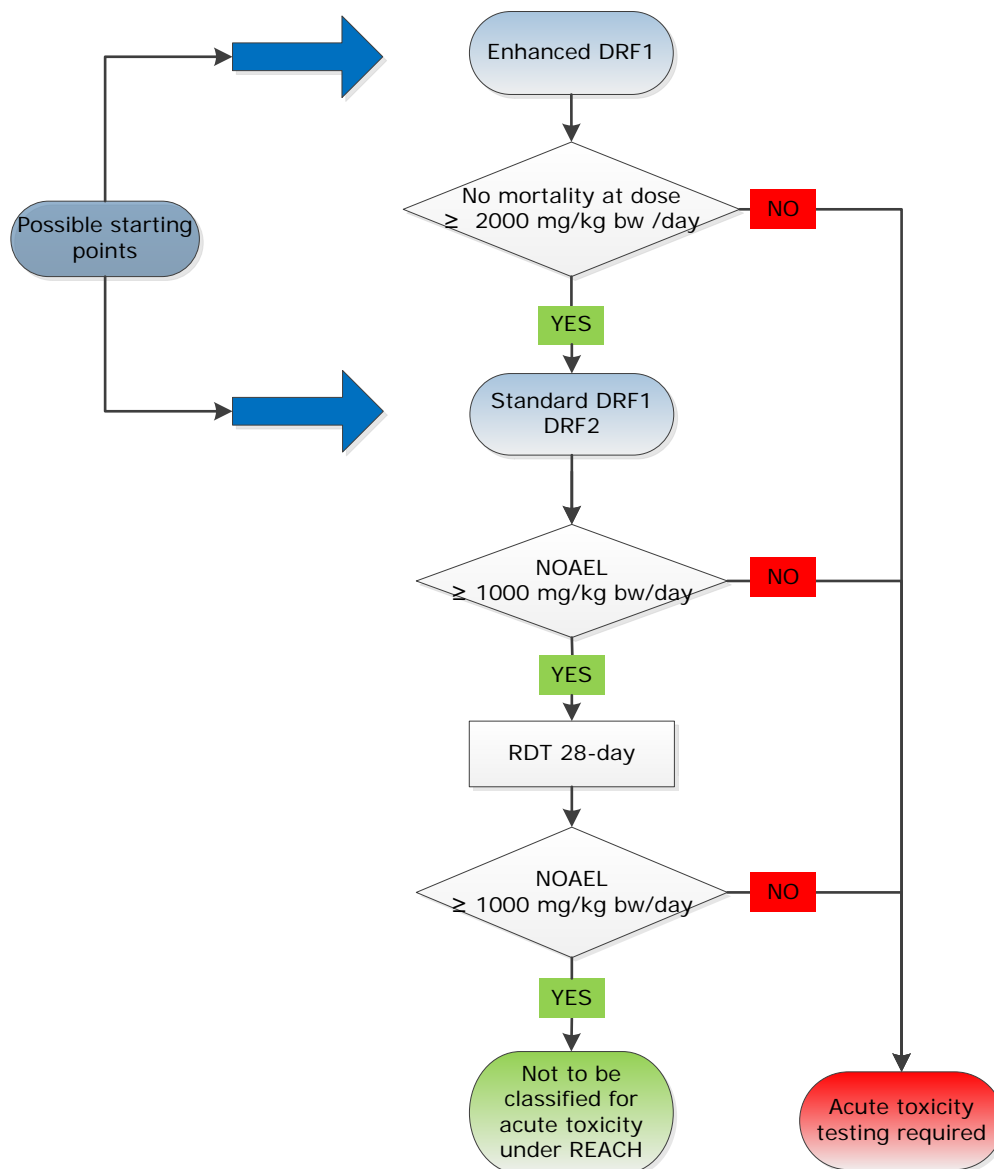 Enhanced DRF1
No mortality at dose
≥ 2000 mg/kg bw /day
NO
Possible starting
points
YES
Standard DRF1
DRF2
NOAEL
≥ 1000 mg/kg bw/day
NO
YES
RDT 28-day
NOAEL
≥ 1000 mg/kg bw/day
NO
YES
Not to be
classified for
acute toxicity
under REACH
Acute toxicity
testing required